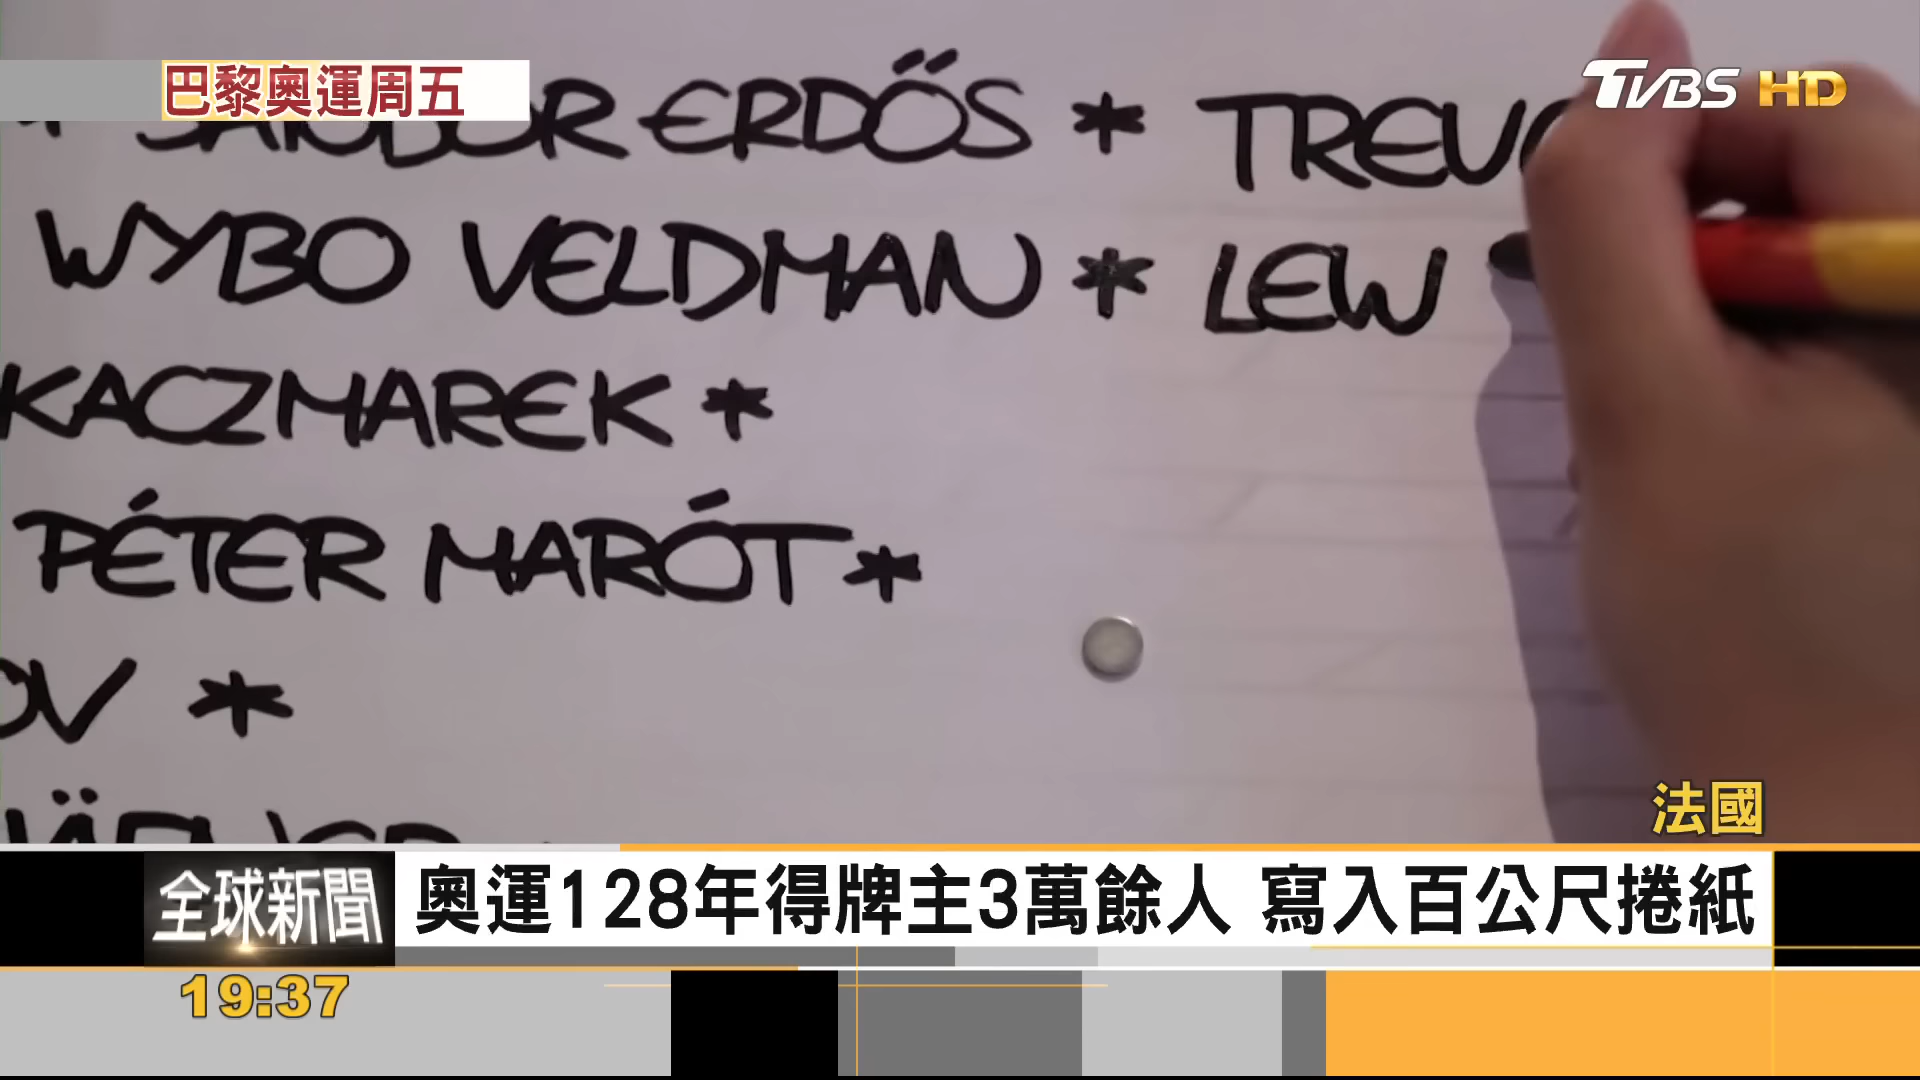 巴黎奧運周五
TVBS HD
SÁNDOR ERDŐS *
WYBO VELDMAN * LEW
KACZMAREK *
PÉTER MARÓT *
*
法國
全球新聞
奧運128年得牌主3萬餘人 寫入百公尺捲紙
19:37